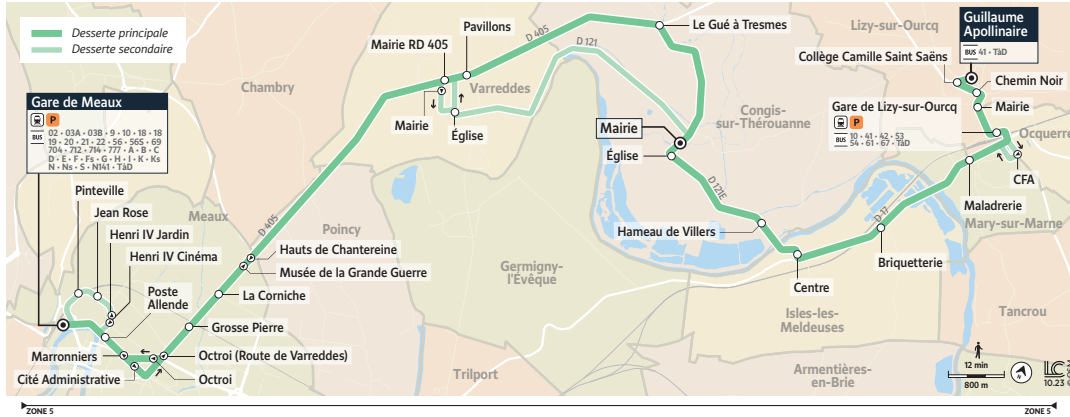 Desserte principale
Desserte secondaire
Gare de Meaux
P
BUS
02 • 03A • 03B • 9 • 10 • 18 • 18
19 • 20 • 21 • 22 • 56 • 565 • 69
704 • 712 • 714 • 777 • A • B • C
D • E • F • Fs • G • H • I • K • Ks
N • Ns • S • N141 • TàD
Pinteville
Jean Rose
Henri IV Jardin
Henri IV Cinéma
Poste
Allende
Marronniers
Cité Administrative
Octroi
Octroi (Route de Varreddes)
Grosse Pierre
La Corniche
Musée de la Grande Guerre
Hauts de Chantereine
Meaux
Chambry
Poincy
D 405
Mairie RD 405
Pavillons
Mairie
Église
Varreddes
D 405
D 121
Le Gué à Tresmes
Congis-
sur-Thérouanne
Mairie
Église
D 121E
Hameau de Villers
Centre
Germigny-
l'Évêque
Trilport
Isles-les-
Meldeuses
Armentières-
en-Brie
D 17
Briquetterie
Maladrerie
Mary-sur-Marne
Tancrou
CFA
Ocquerre
Gare de Lizy-sur-Ourcq
P
BUS
10 • 41 • 42 • 53
54 • 61 • 67 • TàD
Mairie
Chemin Noir
Collège Camille Saint Saëns
Lizy-sur-Ourcq
Guillaume
Apollinaire
BUS
41 • TàD
12 min
800 m
LC
10.23
ZONE 5
ZONE 5